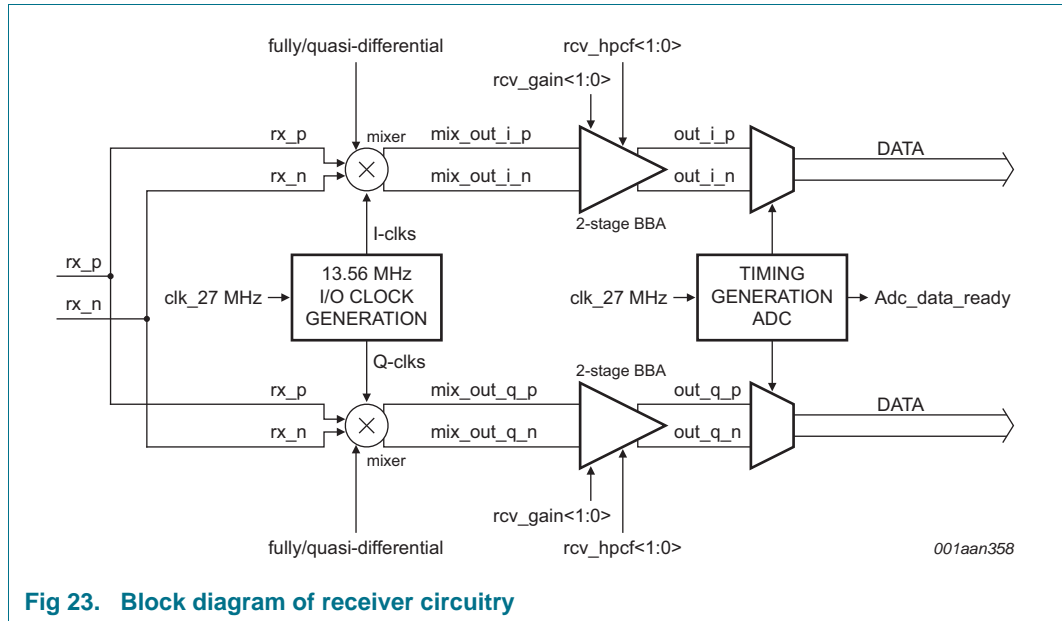 fully/quasi-differential
rcv_hpcf<1:0>
rcv_gain<1:0>
rx_p
mixer
mix_out_i_p
out_i_p
DATA
rx_n
mix_out_i_n
out_i_n
2-stage BBA
I-clks
rx_p
rx_n
clk_27 MHz
13.56 MHz
I/O CLOCK
GENERATION
clk_27 MHz
TIMING
GENERATION
ADC
Adc_data_ready
Q-clks
2-stage BBA
rx_p
mix_out_q_p
out_q_p
DATA
rx_n
mix_out_q_n
out_q_n
mixer
rcv_gain<1:0>
fully/quasi-differential
rcv_hpcf<1:0>
001aan358
Fig 23. Block diagram of receiver circuitry